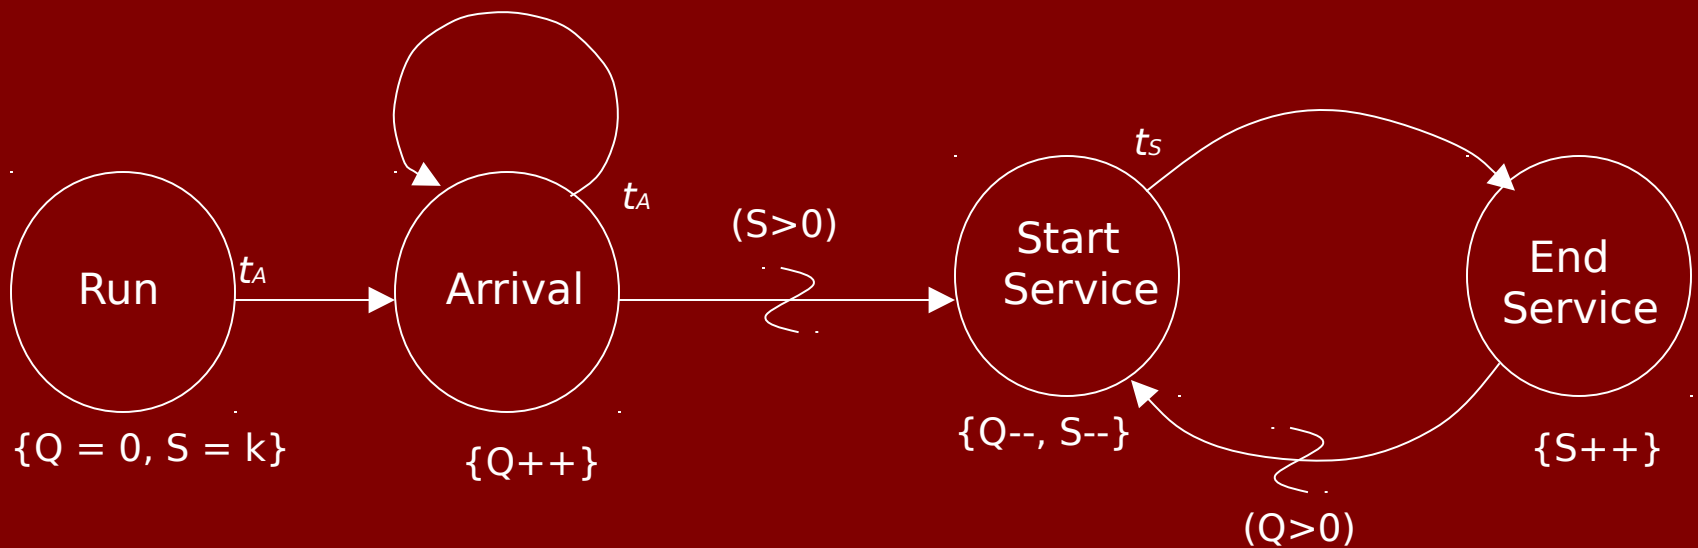 Run
{Q = 0, S = k}
tA
Arrival
{Q++}
tA
(S>0)
Start
Service
{Q--, S--}
tS
End
Service
{S++}
(Q>0)